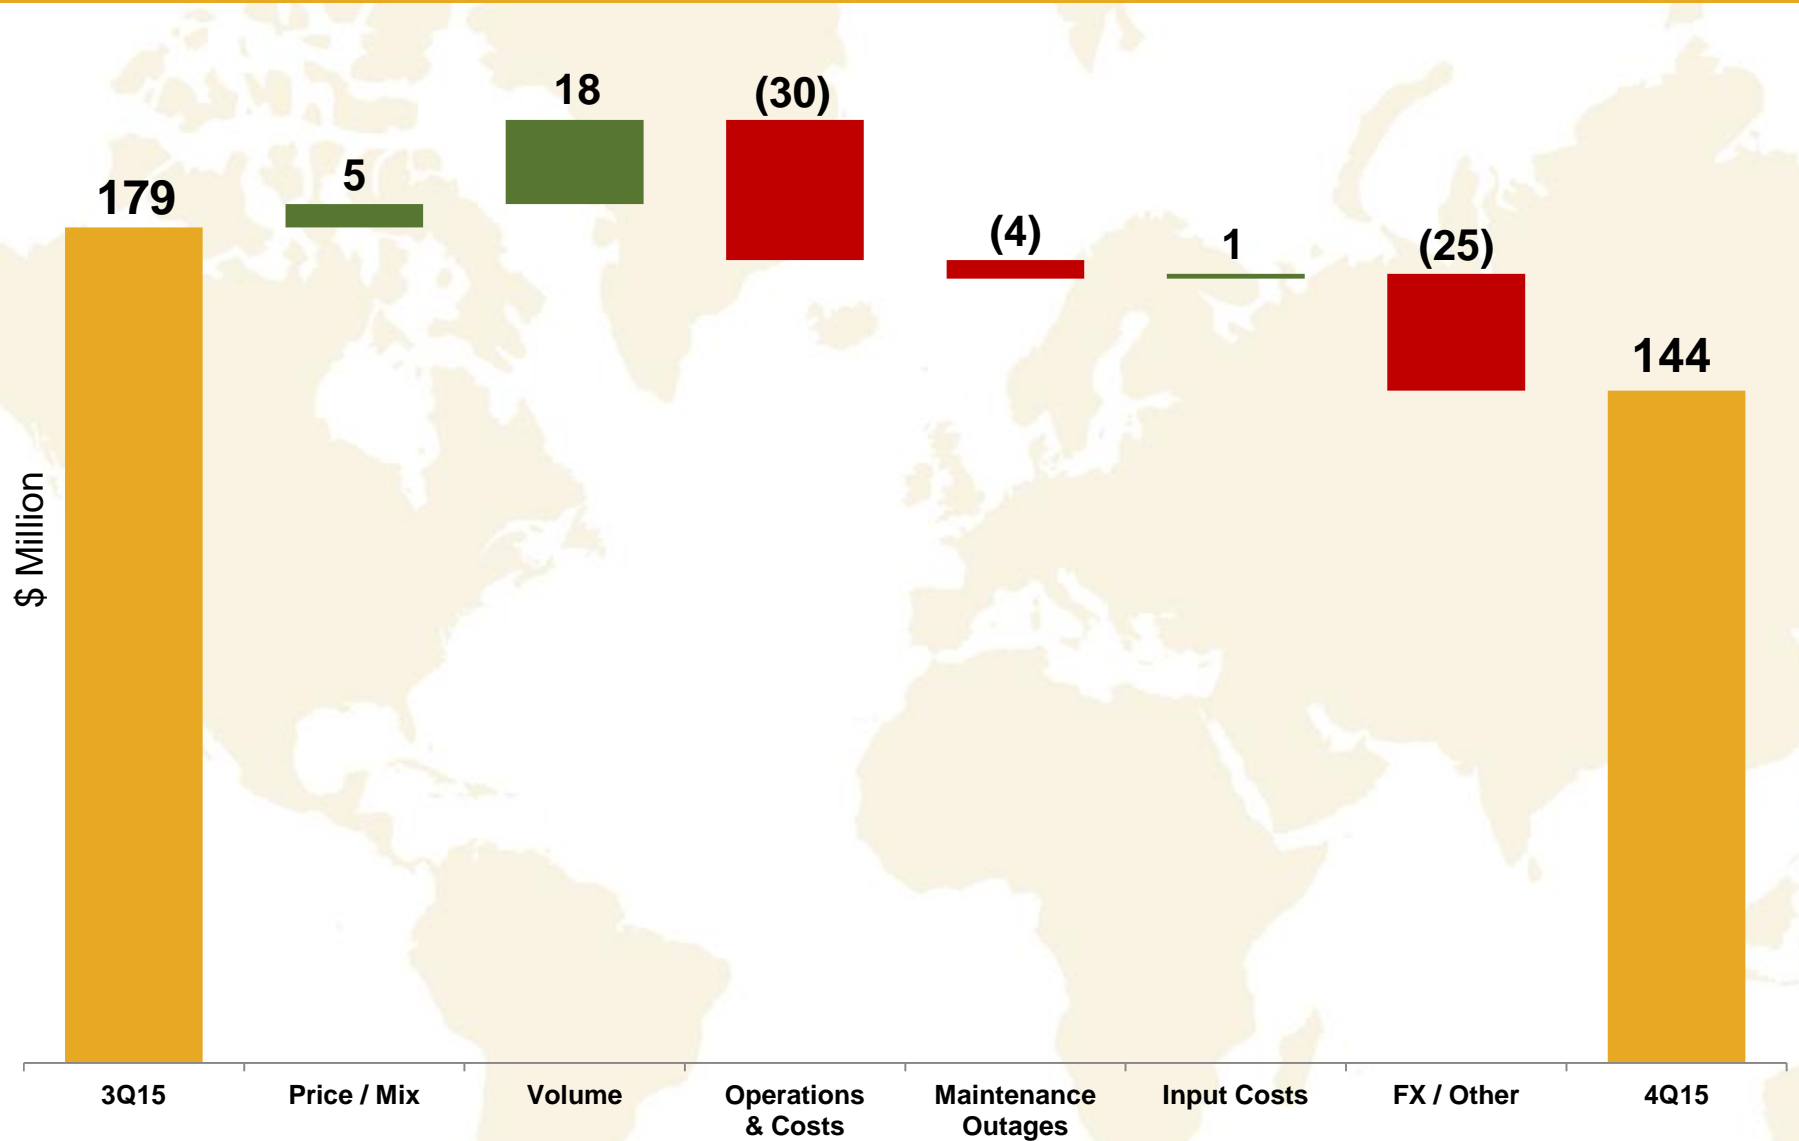 18
(30)
5
179
(4)
1
(25)
144
$ Million
3Q15
Price / Mix
Volume
Operations
& Costs
Maintenance
Outages
Input Costs
FX / Other
4Q15